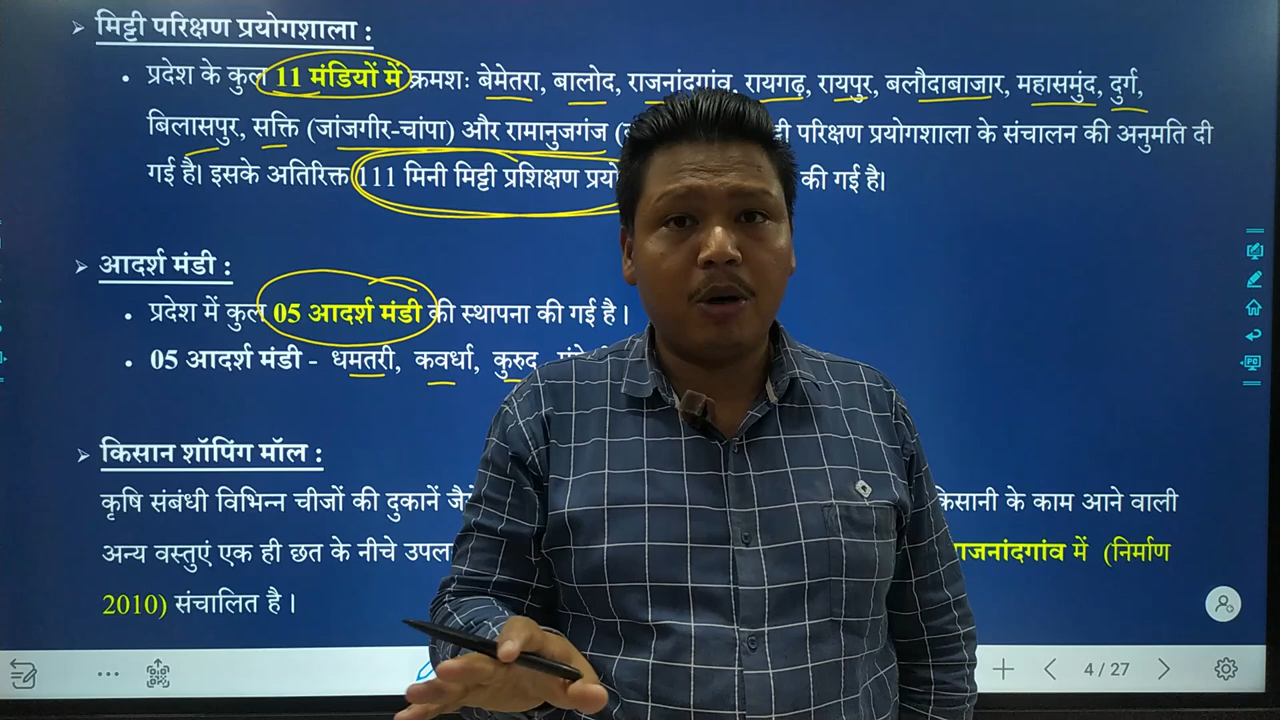 ➢ मिट्टी परिक्षण प्रयोगशाला :
• प्रदेश के कुल 11 मंडियों में क्रमशः बेमेतरा, बालोद, राजनांदगांव, रायगढ़, रायपुर, बलौदाबाजार, महासमुंद, दुर्ग,
बिलासपुर, सक्ति (जांजगीर-चांपा) और रामानुजगंज ( परिक्षण प्रयोगशाला के संचालन की अनुमति दी
गई है। इसके अतिरिक्त 111 मिनी मिट्टी प्रशिक्षण की गई है।
➢ आदर्श मंडी :
• प्रदेश में कुल 05 आदर्श मंडी की स्थापना की गई है ।
• 05 आदर्श मंडी - धमतरी, कवर्धा, कुरुद
➢ किसान शॉपिंग मॉल :
कृषि संबंधी विभिन्न चीजों की दुकानें किसानी के काम आने वाली
अन्य वस्तुएं एक ही छत के नीचे राजनांदगांव में (निर्माण
2010) संचालित है ।
4 / 27